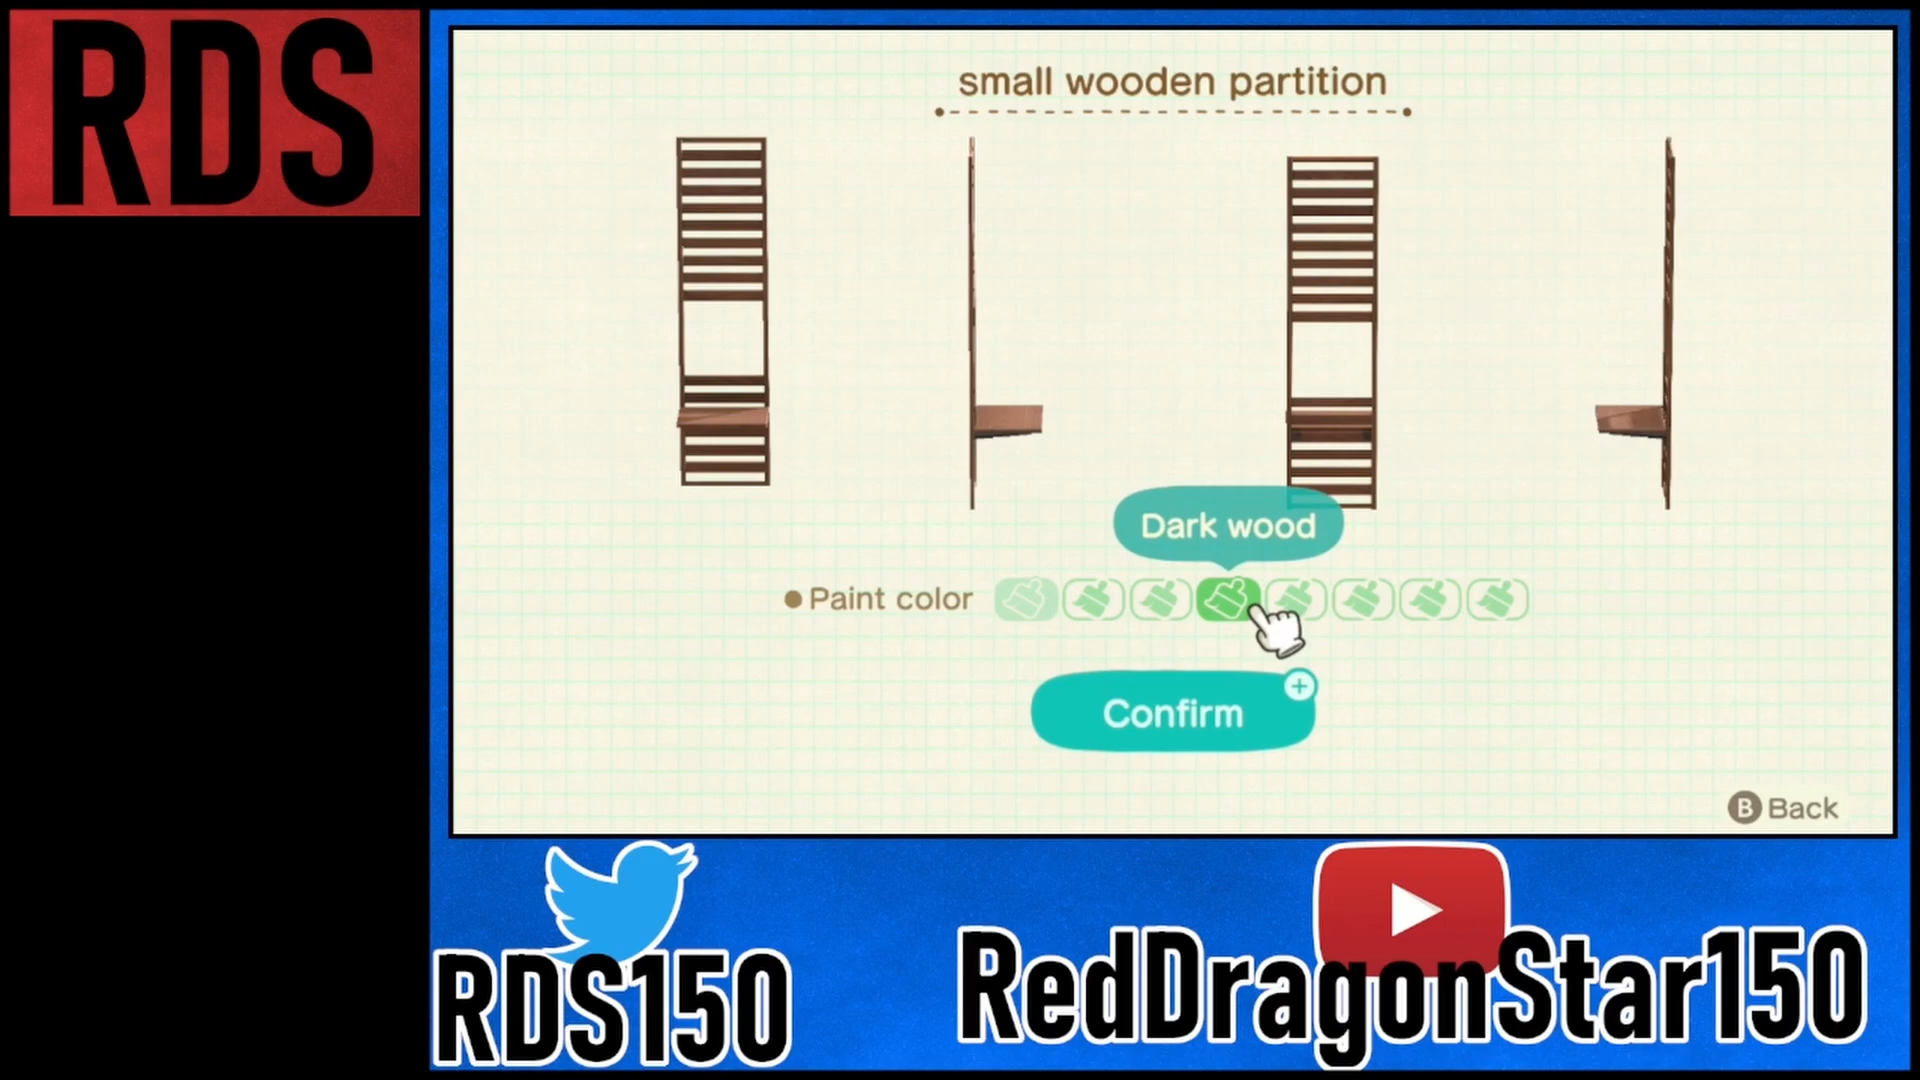 RDS
small wooden partition
Dark wood
Paint color
Confirm
B Back
RDS150
RedDragonStar150